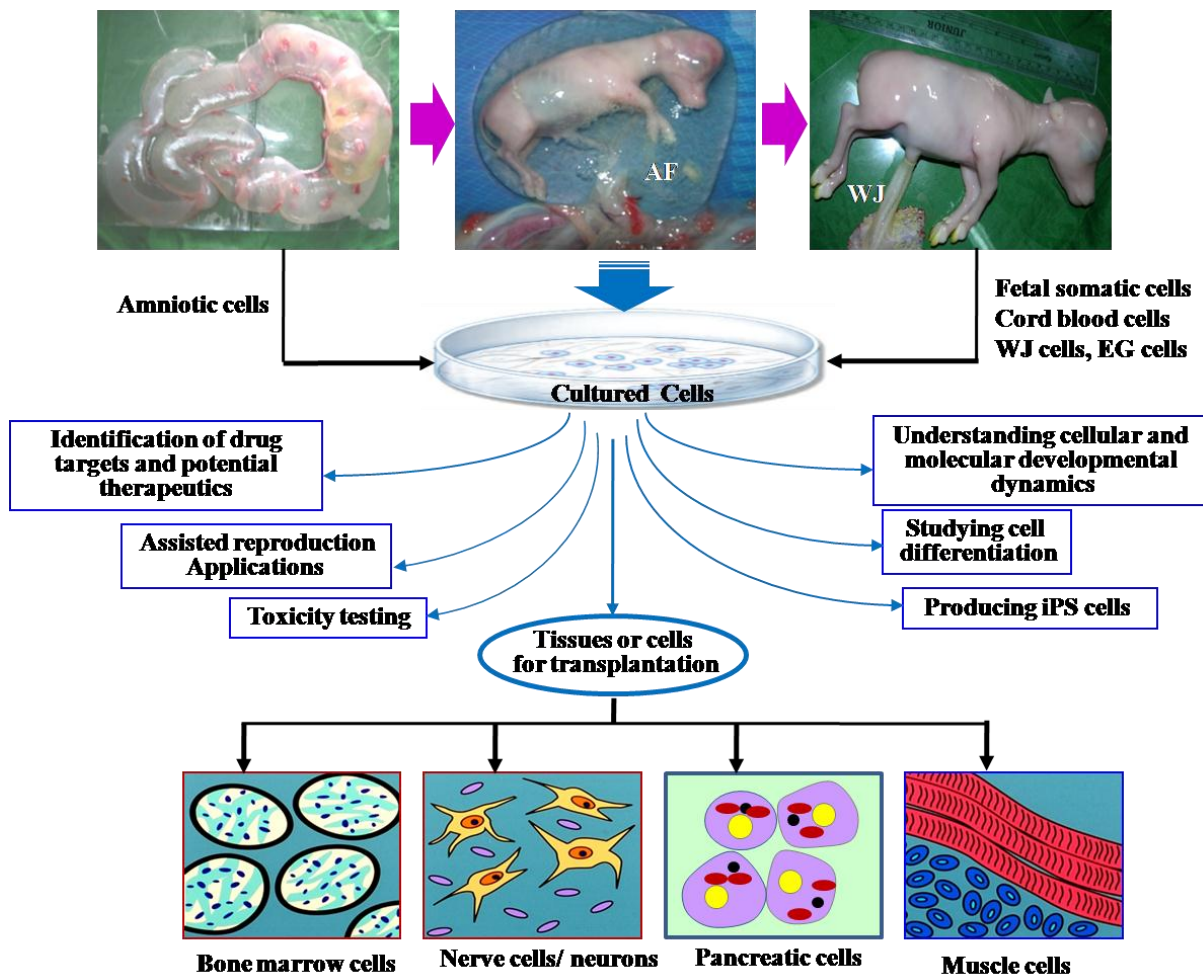 JUNIOR
AF
WJ
Amniotic cells
Fetal somatic cells
Cord blood cells
WJ cells, EG cells
Cultured Cells
Identification of drug
targets and potential
therapeutics
Understanding cellular and
molecular developmental
dynamics
Assisted reproduction
Applications
Studying cell
differentiation
Toxicity testing
Producing iPS cells
Tissues or cells
for transplantation
Bone marrow cells
Nerve cells/ neurons
Pancreatic cells
Muscle cells